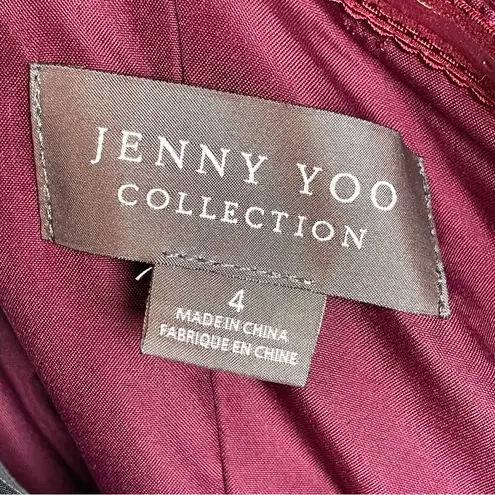 JENNY YOO
COLLECTION
4
MADE IN CHINA
FABRIQUE EN CHINE